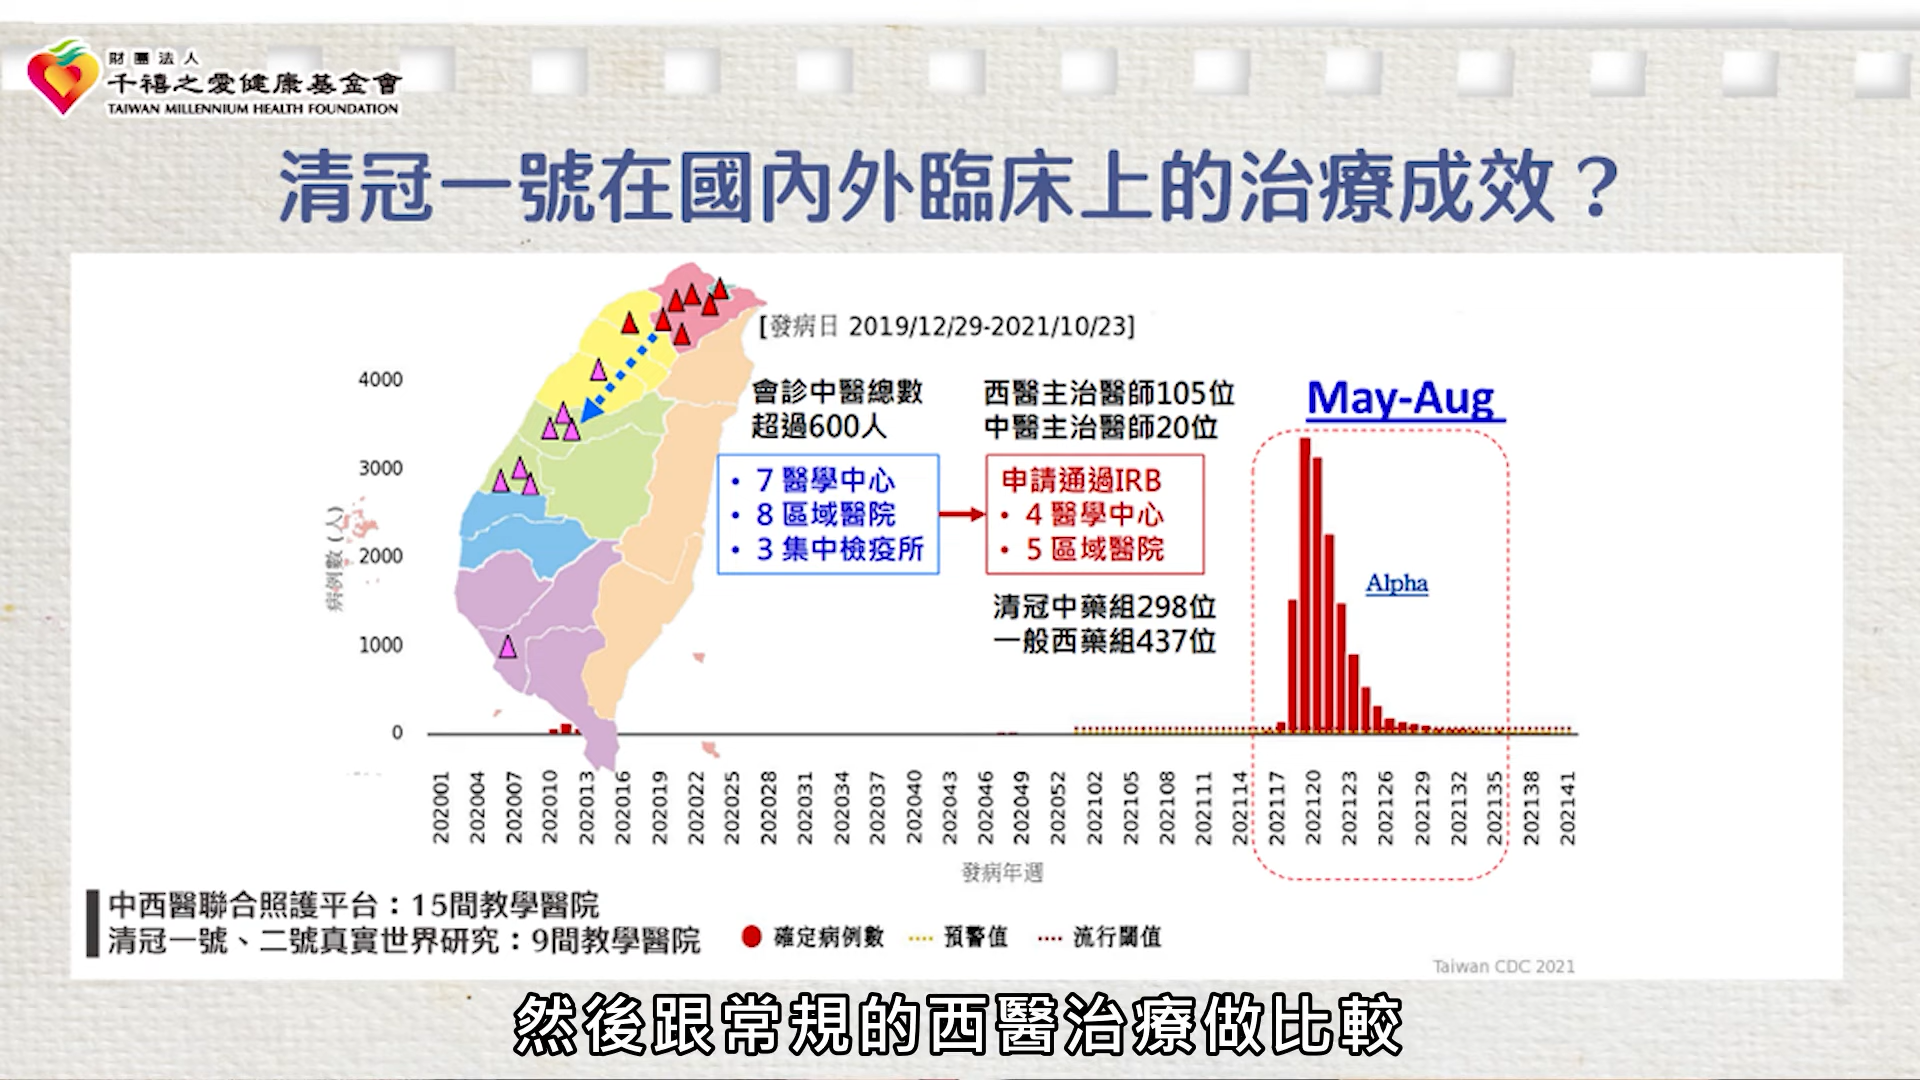 財團法人
千禧之愛健康基金會
TAIWAN MILLENNIUM HEALTH FOUNDATION
清冠一號在國內外臨床上的治療成效？
[發病日 2019/12/29-2021/10/23]
會診中醫總數
超過600人
• 7 醫學中心
• 8 區域醫院
• 3 集中檢疫所
西醫主治醫師105位
中醫主治醫師20位
申請通過IRB
• 4 醫學中心
• 5 區域醫院
清冠中藥組298位
一般西藥組437位
May-Aug
Alpha
病例數 (人)
4000
3000
2000
1000
0
202001 202004 202007 202010 202013 202016 202019 202022 202025 202028 202031 202034 202037 202040 202043 202046 202049 202052 202102 202105 202108 202111 202114 202117 202120 202123 202126 202129 202132 202135 202138 202141
發病年週
中西醫聯合照護平台：15間教學醫院
清冠一號、二號真實世界研究：9間教學醫院
確定病例數 預警值 流行閾值
Taiwan CDC 2021
然後跟常規的西醫治療做比較